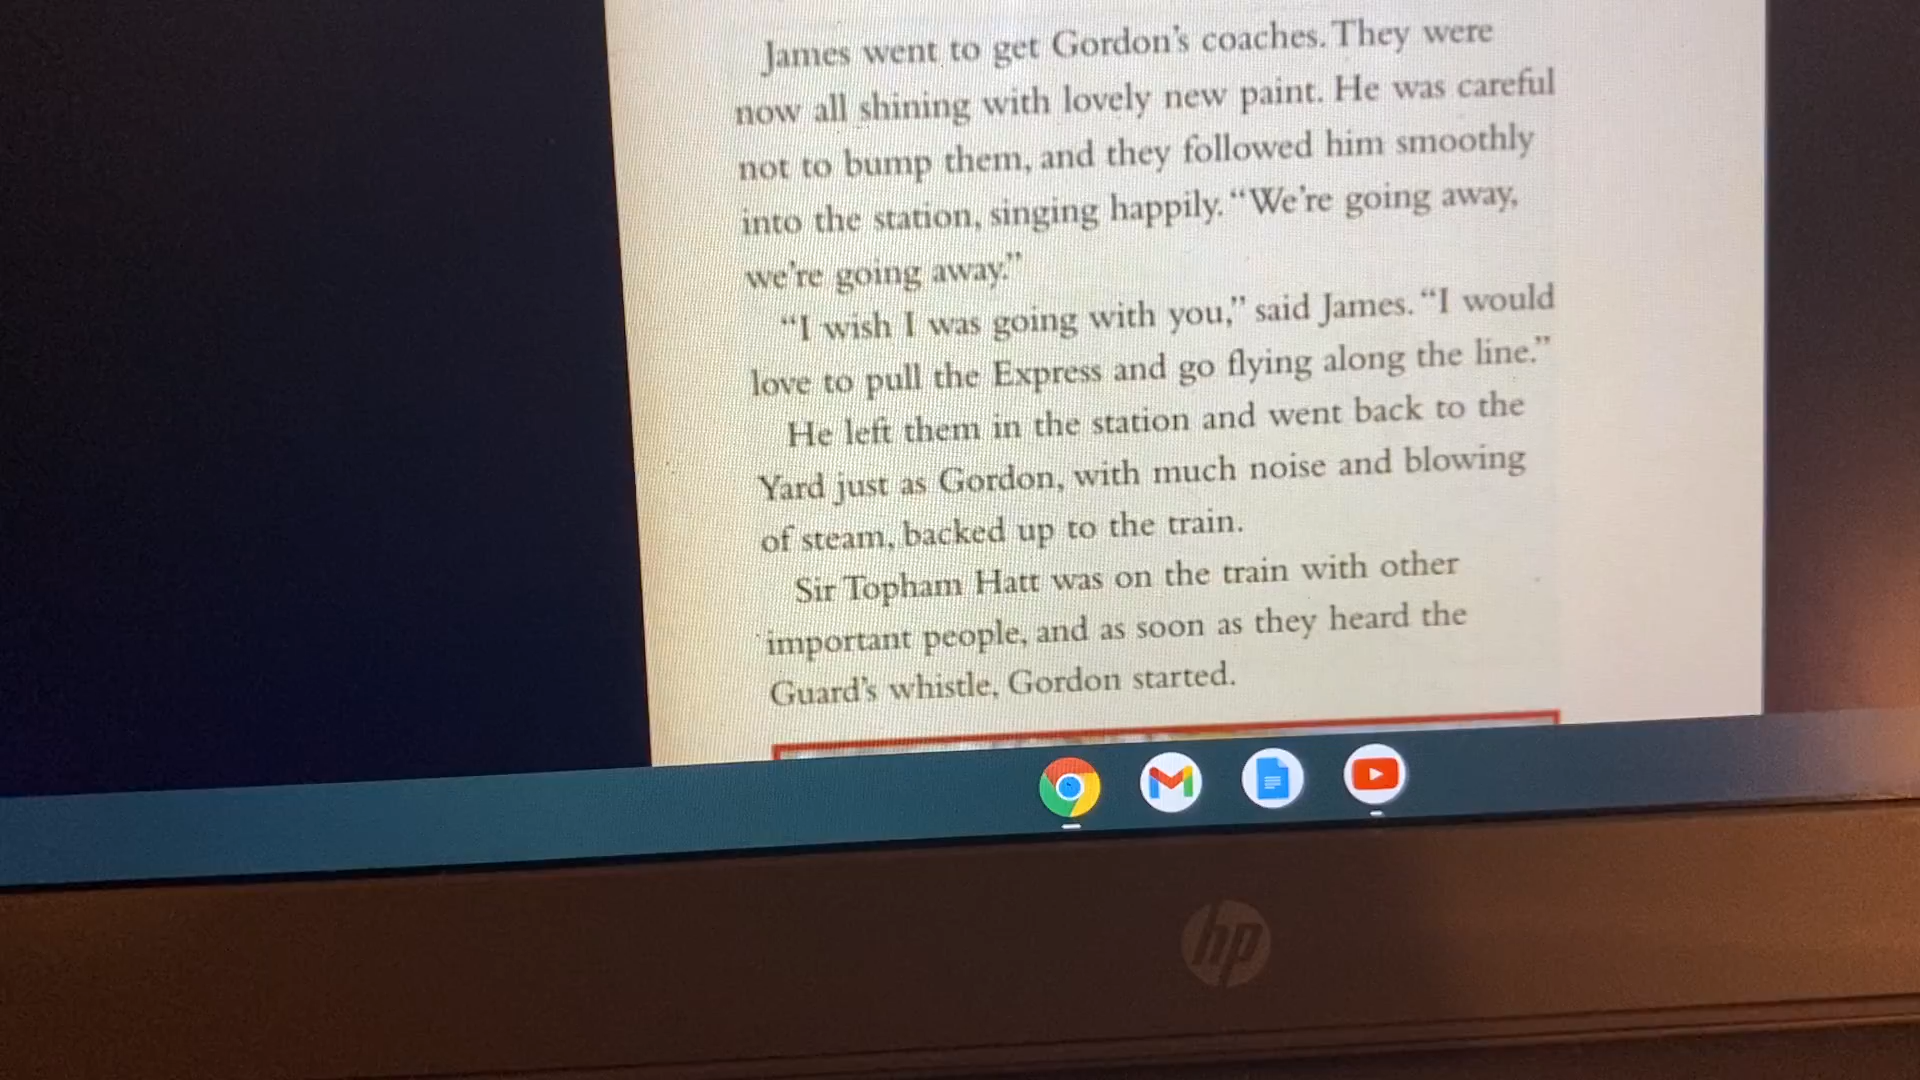 James went to get Gordon's coaches. They were
now all shining with lovely new paint. He was careful
not to bump them, and they followed him smoothly
into the station, singing happily. “We're going away,
we're going away.”
“I wish I was going with you,” said James. “I would
love to pull the Express and go flying along the line.”
He left them in the station and went back to the
Yard just as Gordon, with much noise and blowing
of steam, backed up to the train.
Sir Topham Hatt was on the train with other
important people, and as soon as they heard the
Guard's whistle, Gordon started.
hp